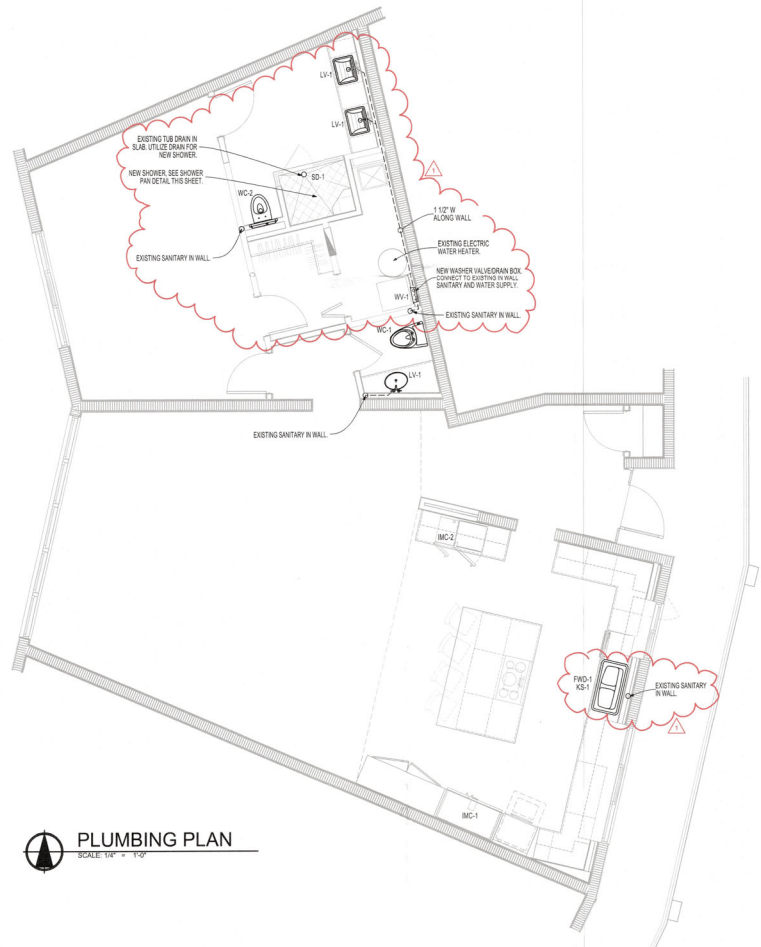 LV-1
LV-1
EXISTING TUB DRAIN IN
SLAB. UTILIZE DRAIN FOR
NEW SHOWER.
NEW SHOWER, SEE SHOWER
PAN DETAIL THIS SHEET.
SD-1
1
WC-2
1 1/2" W
ALONG WALL
EXISTING SANITARY IN WALL.
EXISTING ELECTRIC
WATER HEATER.
NEW WASHER VALVE/DRAIN BOX.
CONNECT TO EXISTING IN WALL
SANITARY AND WATER SUPPLY.
WV-1
EXISTING SANITARY IN WALL.
WC-1
LV-1
EXISTING SANITARY IN WALL.
IMC-2
FWD-1
KS-1
EXISTING SANITARY
IN WALL.
1
IMC-1
PLUMBING PLAN
SCALE: 1/4" = 1'-0"